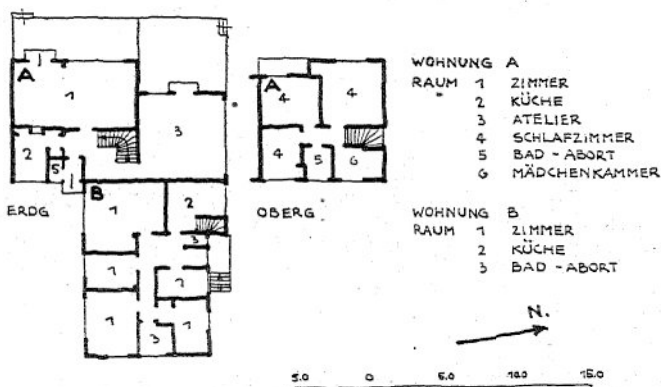 A
1
2
5
3
ERDG
B
1
2
3
1
1
1
3
1
A
4
4
4
5
6
OBERG.
WOHNUNG A
RAUM 1 ZIMMER
" 2 KÜCHE
3 ATELIER
4 SCHLAFZIMMER
5 BAD-ABORT
6 MÄDCHENKAMMER
WOHNUNG B
RAUM 1 ZIMMER
2 KÜCHE
3 BAD-ABORT
N.
5.0 0 5.0 10.0 15.0